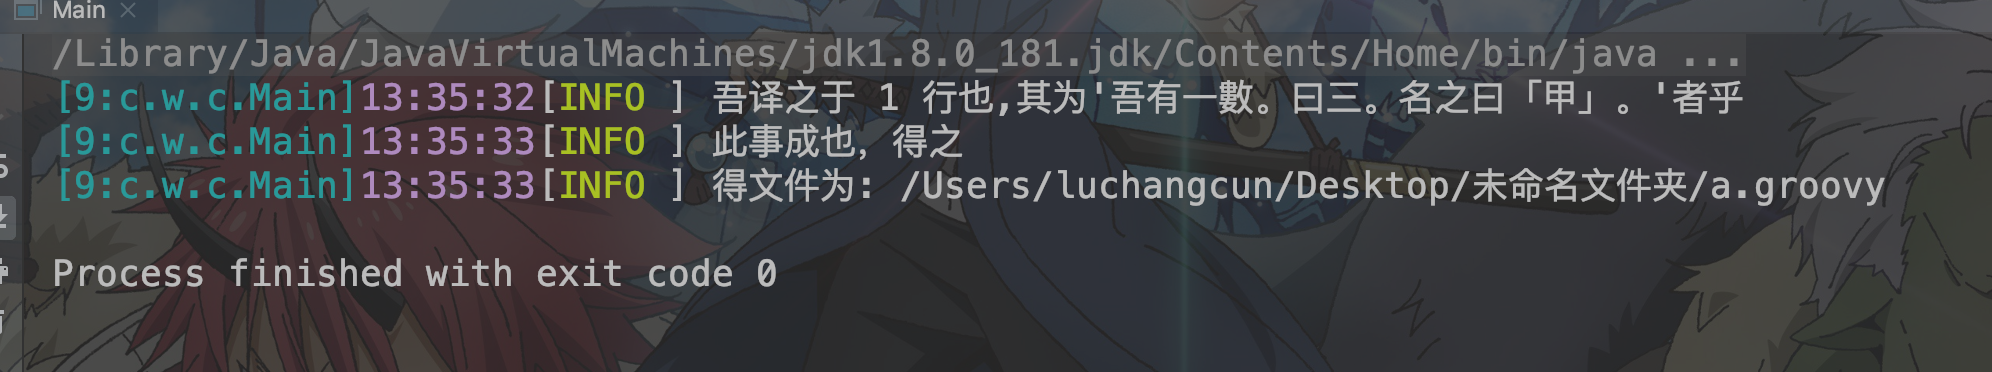 Main
/Library/Java/JavaVirtualMachines/jdk1.8.0_181.jdk/Contents/Home/bin/java ...
[9:c.w.c.Main]13:35:32[INFO ] 吾译之于 1 行也,其为'吾有一數。曰三。名之曰「甲」。'者乎
[9:c.w.c.Main]13:35:33[INFO ] 此事成也，得之
[9:c.w.c.Main]13:35:33[INFO ] 得文件为: /Users/luchangcun/Desktop/未命名文件夹/a.groovy
Process finished with exit code 0